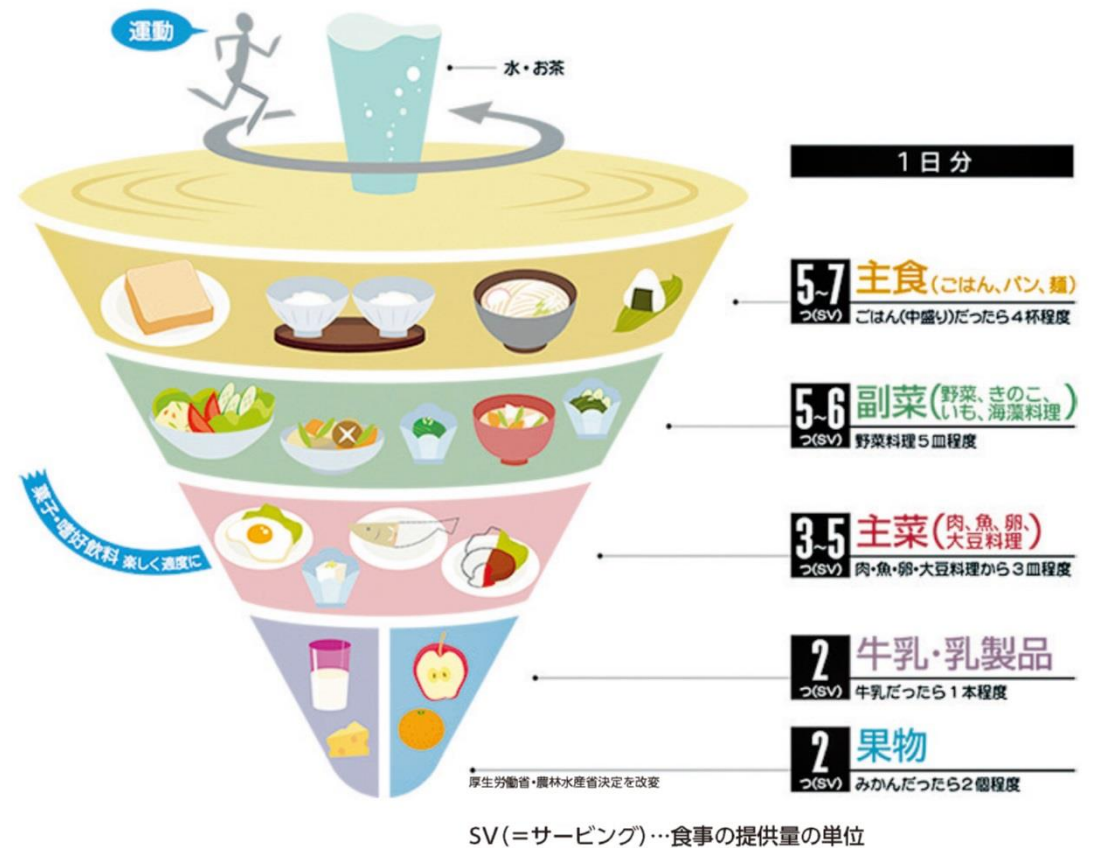 運動
水・お茶
1日分
5~7
つ(SV)
主食(ごはん、パン、麺)
ごはん(中盛り)だったら4杯程度
5~6
つ(SV)
副菜(野菜、きのこ、
いも、海藻料理)
野菜料理5皿程度
菓子・嗜好飲料 楽しく適度に
3~5
つ(SV)
主菜(肉、魚、卵、
大豆料理)
肉・魚・卵・大豆料理から3皿程度
2
つ(SV)
牛乳・乳製品
牛乳だったら1本程度
2
つ(SV)
果物
みかんだったら2個程度
厚生労働省・農林水産省決定を改変
SV(=サービング)…食事の提供量の単位